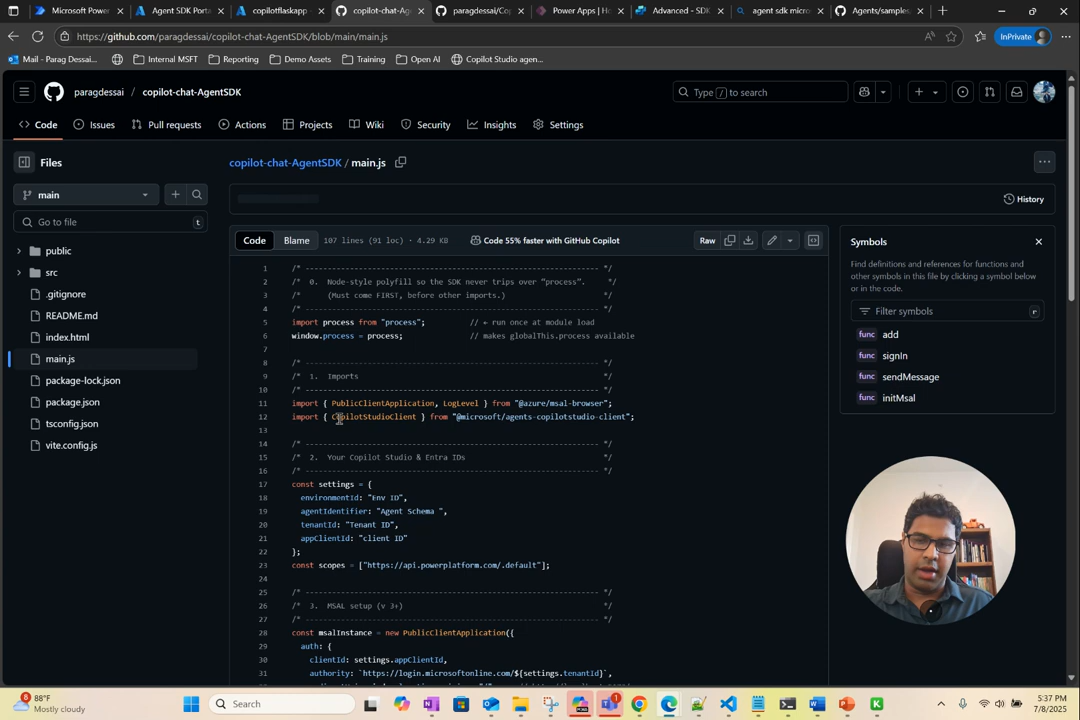 Microsoft Power
Agent SDK Porta
copilotflaskapp -
copilot-chat-Age
paragdessai/Cop
Power Apps | Ho
Advanced - SDK
agent sdk micro
Agents/samples
https://github.com/paragdessai/copilot-chat-AgentSDK/blob/main/main.js
InPrivate
Mail - Parag Dessai...
Internal MSFT
Reporting
Demo Assets
Training
Open AI
Copilot Studio agen...
paragdessai / copilot-chat-AgentSDK
Type / to search
Code
Issues
Pull requests
Actions
Projects
Wiki
Security
Insights
Settings
Files
main
Go to file
t
public
src
.gitignore
README.md
index.html
main.js
package-lock.json
package.json
tsconfig.json
vite.config.js
copilot-chat-AgentSDK / main.js
History
Code
Blame
107 lines (91 loc) · 4.29 KB
Code 55% faster with GitHub Copilot
Raw
1 /* ------------------------------------------------------------- */
2 /* 0. Node-style polyfill so the SDK never trips over “process”. */
3 /* (Must come FIRST, before other imports.)
4 /* ------------------------------------------------------------- */
5 import process from "process"; // ← run once at module load
6 window.process = process; // makes globalThis.process available
7
8 /* ------------------------------------------------------------- */
9 /* 1. Imports
10 /* ------------------------------------------------------------- */
11 import { PublicClientApplication, LogLevel } from "@azure/msal-browser";
12 import { CopilotStudioClient } from "@microsoft/agents-copilotstudio-client";
13
14 /* ------------------------------------------------------------- */
15 /* 2. Your Copilot Studio & Entra IDs
16 /* ------------------------------------------------------------- */
17 const settings = {
18 environmentId: "Env ID",
19 agentIdentifier: "Agent Schema ",
20 tenantId: "Tenant ID",
21 appClientId: "client ID"
22 };
23 const scopes = ["https://api.powerplatform.com/.default"];
24
25 /* ------------------------------------------------------------- */
26 /* 3. MSAL setup (v 3+)
27 /* ------------------------------------------------------------- */
28 const msalInstance = new PublicClientApplication({
29 auth: {
30 clientId: settings.appClientId,
31 authority: `https://login.microsoftonline.com/${settings.tenantId}`,
Symbols
Find definitions and references for functions and
other symbols in this file by clicking a symbol below
or in the code.
Filter symbols
r
func add
func signIn
func sendMessage
func initMsal
88°F
Mostly cloudy
Search
5:37 PM
7/8/2025